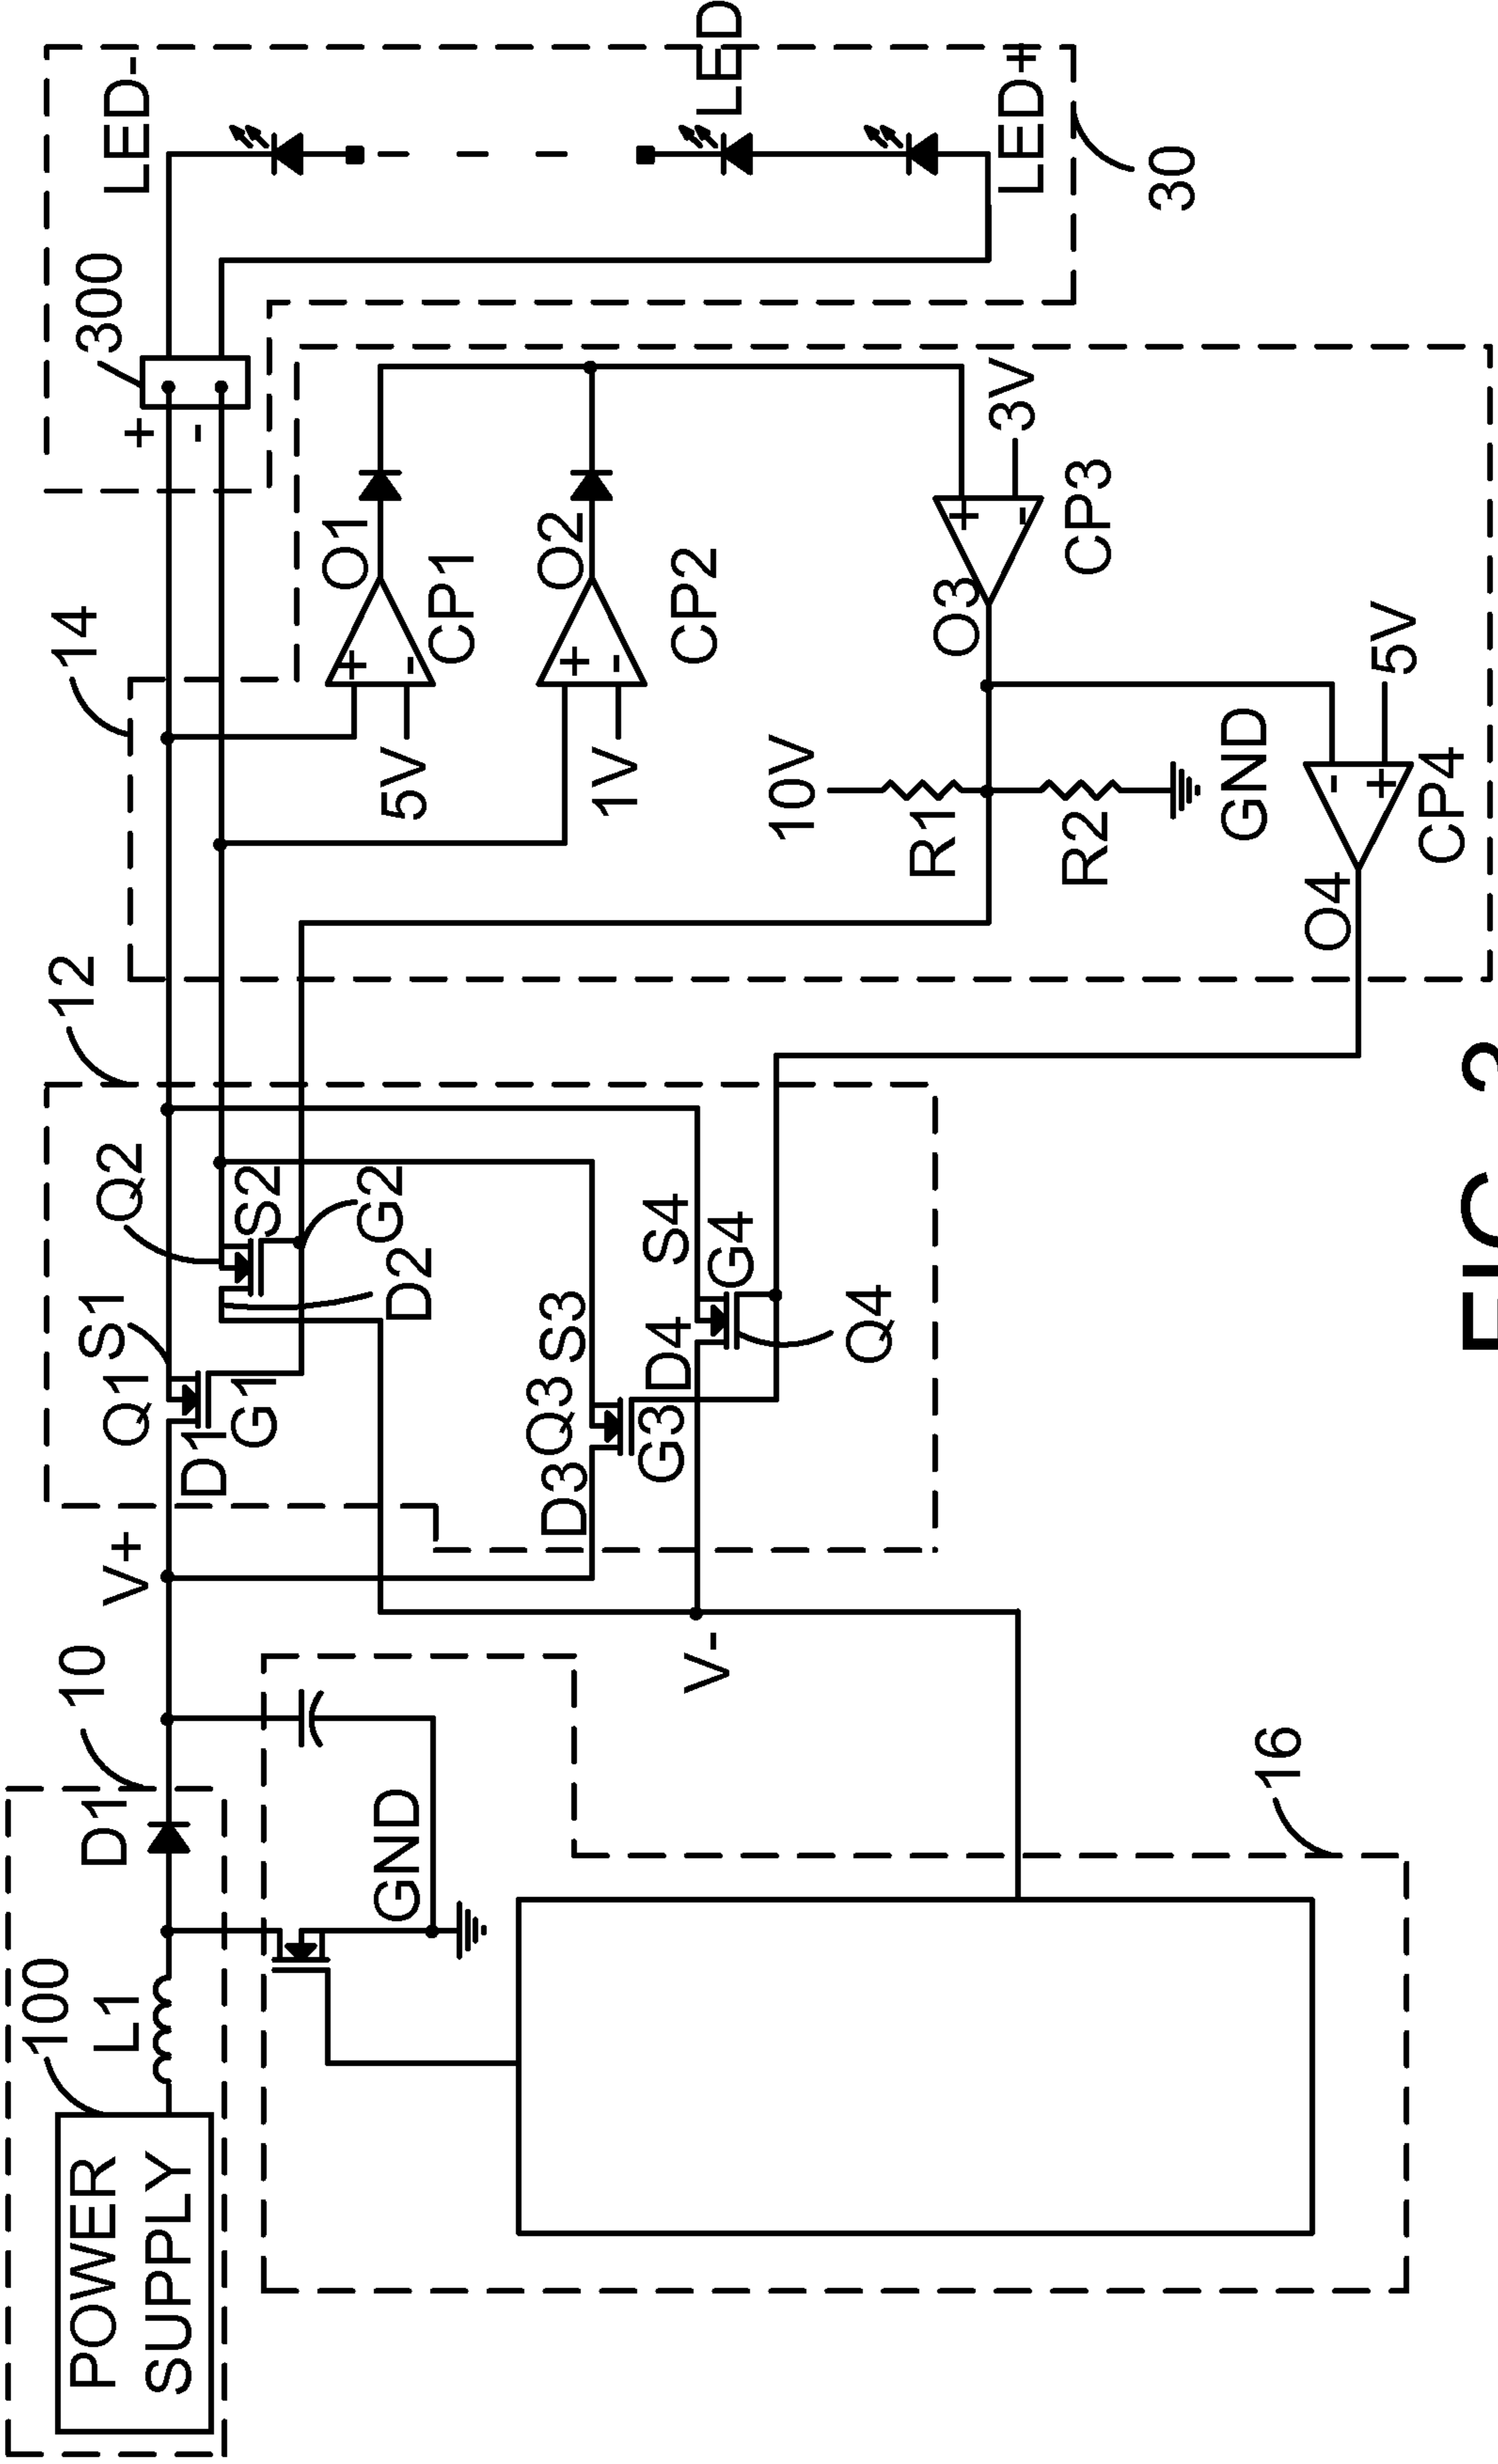 POWER
SUPPLY
100
L1
D1
10
GND
16
V+
V-
12
Q1
S1
D1
G1
Q2
S2
G2
D2
Q3
S3
D3
G3
S4
D4
G4
Q4
14
5V
+
-
O1
CP1
1V
+
-
O2
CP2
10V
R1
R2
GND
O3
+
-
3V
CP3
O4
-
+
5V
CP4
300
+
-
LED-
LED
LED+
30